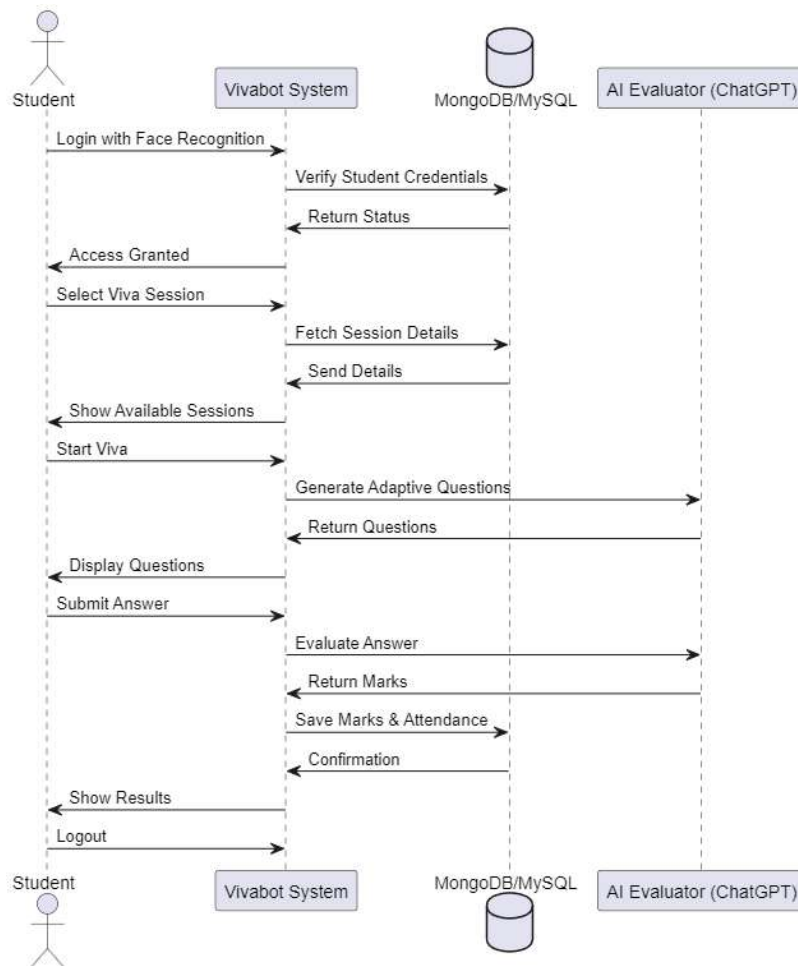 Student
Vivabot System
MongoDB/MySQL
AI Evaluator (ChatGPT)
Login with Face Recognition
Verify Student Credentials
Return Status
Access Granted
Select Viva Session
Fetch Session Details
Send Details
Show Available Sessions
Start Viva
Generate Adaptive Questions
Return Questions
Display Questions
Submit Answer
Evaluate Answer
Return Marks
Save Marks & Attendance
Confirmation
Show Results
Logout
Student
Vivabot System
MongoDB/MySQL
AI Evaluator (ChatGPT)